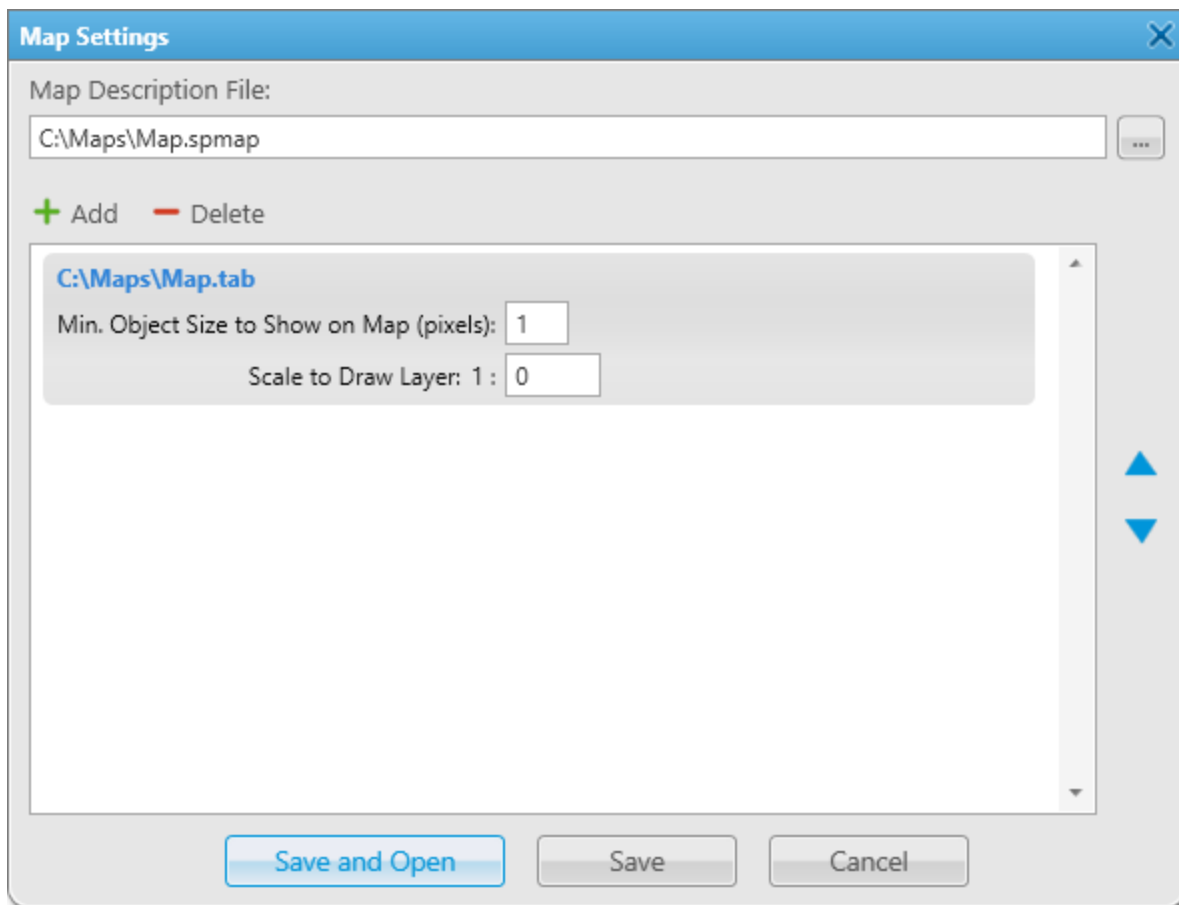 Map Settings
Map Description File:
C:\Maps\Map.spmap
...
Add Delete
C:\Maps\Map.tab
Min. Object Size to Show on Map (pixels): 1
Scale to Draw Layer: 1 : 0
Save and Open Save Cancel